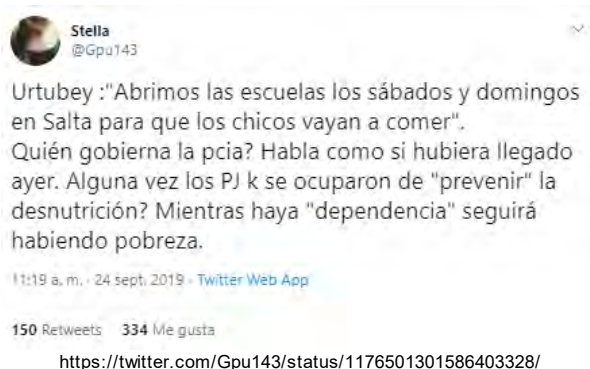 Stella
@Gpu143
Urtubey :"Abrimos las escuelas los sábados y domingos
en Salta para que los chicos vayan a comer".
Quién gobierna la pcia? Habla como si hubiera llegado
ayer. Alguna vez los PJ k se ocuparon de "prevenir" la
desnutrición? Mientras haya "dependencia" seguirá
habiendo pobreza.
11:19 a. m. · 24 sept. 2019 · Twitter Web App
150 Retweets 334 Me gusta
https://twitter.com/Gpu143/status/1176501301586403328/